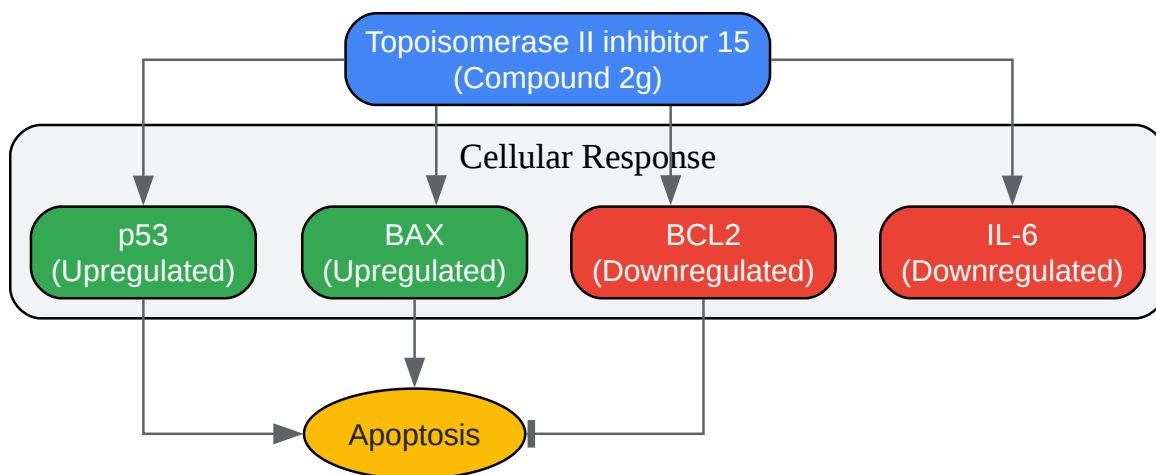 Topoisomerase II inhibitor 15
(Compound 2g)
Cellular Response
p53
(Upregulated)
BAX
(Upregulated)
BCL2
(Downregulated)
IL-6
(Downregulated)
Apoptosis